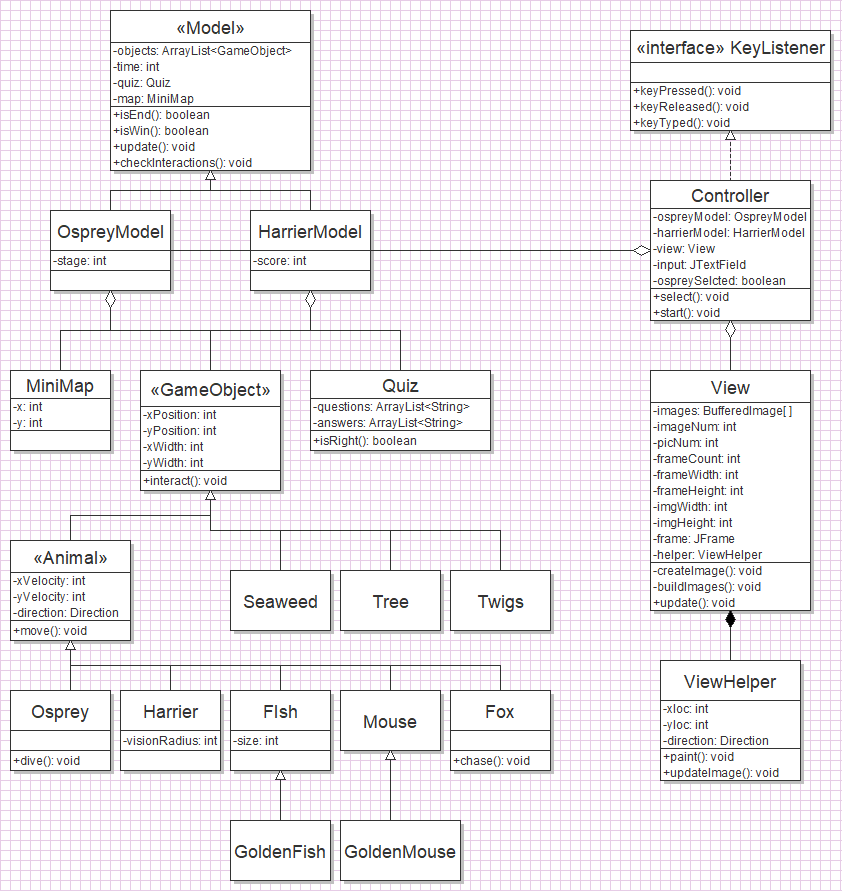 «Model»
-objects: ArrayList<GameObject>
-time: int
-quiz: Quiz
-map: MiniMap
+isEnd(): boolean
+isWin(): boolean
+update(): void
+checkInteractions(): void
«interface» KeyListener
+keyPressed(): void
+keyReleased(): void
+keyTyped(): void
OspreyModel
-stage: int
HarrierModel
-score: int
Controller
-ospreyModel: OspreyModel
-harrierModel: HarrierModel
-view: View
-input: JTextField
-ospreySelcted: boolean
+select(): void
+start(): void
MiniMap
-x: int
-y: int
«GameObject»
-xPosition: int
-yPosition: int
-xWidth: int
-yWidth: int
+interact(): void
Quiz
-questions: ArrayList<String>
-answers: ArrayList<String>
+isRight(): boolean
View
-images: BufferedImage[ ]
-imageNum: int
-picNum: int
-frameCount: int
-frameWidth: int
-frameHeight: int
-imgWidth: int
-imgHeight: int
-frame: JFrame
-helper: ViewHelper
-createImage(): void
-buildImages(): void
+update(): void
«Animal»
-xVelocity: int
-yVelocity: int
-direction: Direction
+move(): void
Seaweed
Tree
Twigs
Osprey
+dive(): void
Harrier
-visionRadius: int
FIsh
-size: int
Mouse
Fox
+chase(): void
ViewHelper
-xloc: int
-yloc: int
-direction: Direction
+paint(): void
+updateImage(): void
GoldenFish
GoldenMouse